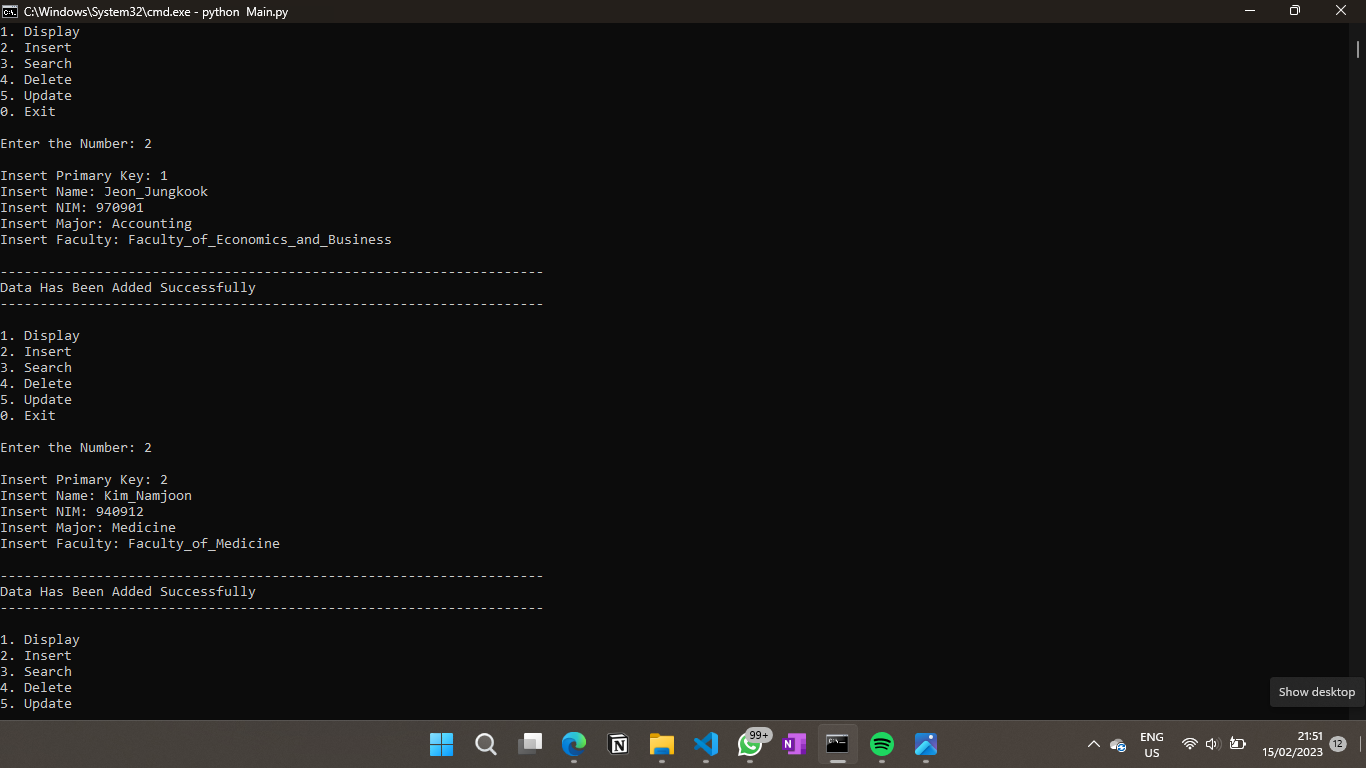 C:\Windows\System32\cmd.exe - python  Main.py
1. Display
2. Insert
3. Search
4. Delete
5. Update
0. Exit
Enter the Number: 2
Insert Primary Key: 1
Insert Name: Jeon_Jungkook
Insert NIM: 970901
Insert Major: Accounting
Insert Faculty: Faculty_of_Economics_and_Business
--------------------------------------------------------------------
Data Has Been Added Successfully
--------------------------------------------------------------------
1. Display
2. Insert
3. Search
4. Delete
5. Update
0. Exit
Enter the Number: 2
Insert Primary Key: 2
Insert Name: Kim_Namjoon
Insert NIM: 940912
Insert Major: Medicine
Insert Faculty: Faculty_of_Medicine
--------------------------------------------------------------------
Data Has Been Added Successfully
--------------------------------------------------------------------
1. Display
2. Insert
3. Search
4. Delete
5. Update
Show desktop
99+
ENG
US
21:51
15/02/2023
12